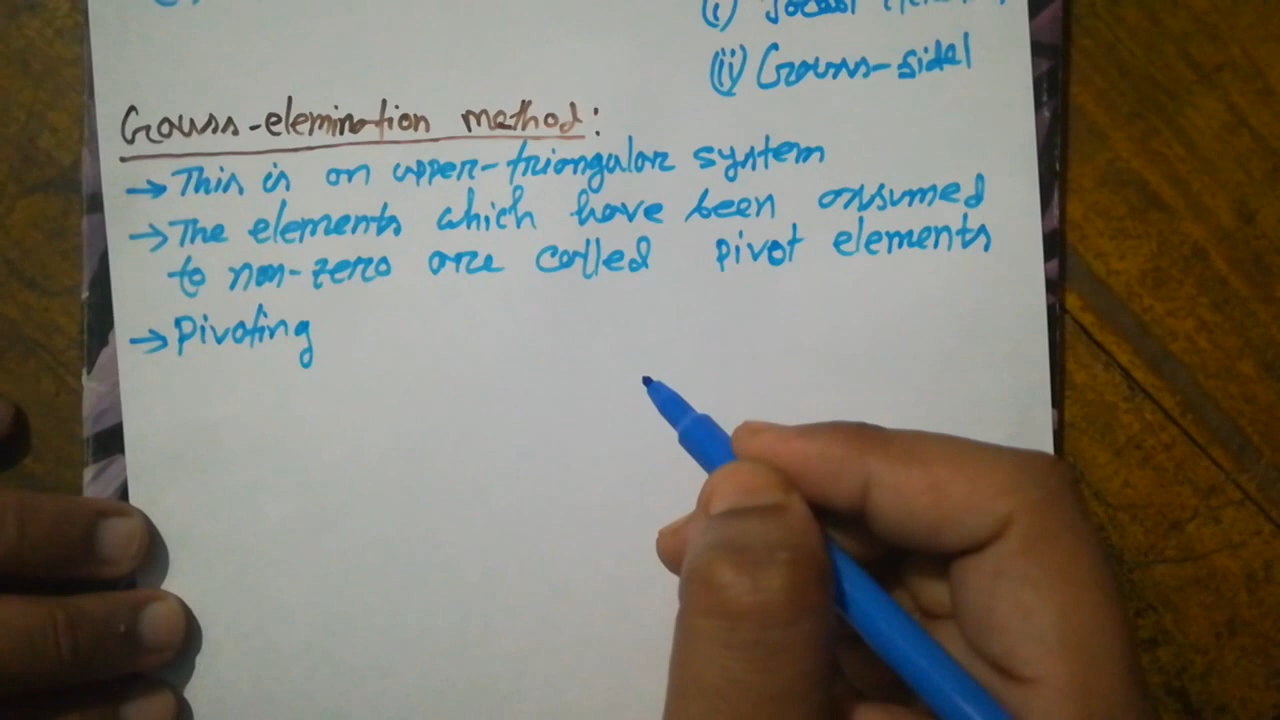 (i)
(ii) Gauss-sidel
Gauss-elemination method:
→ This is an upper-triangular system
→ The elements which have been assumed
to non-zero are called pivot elements
→ Pivoting